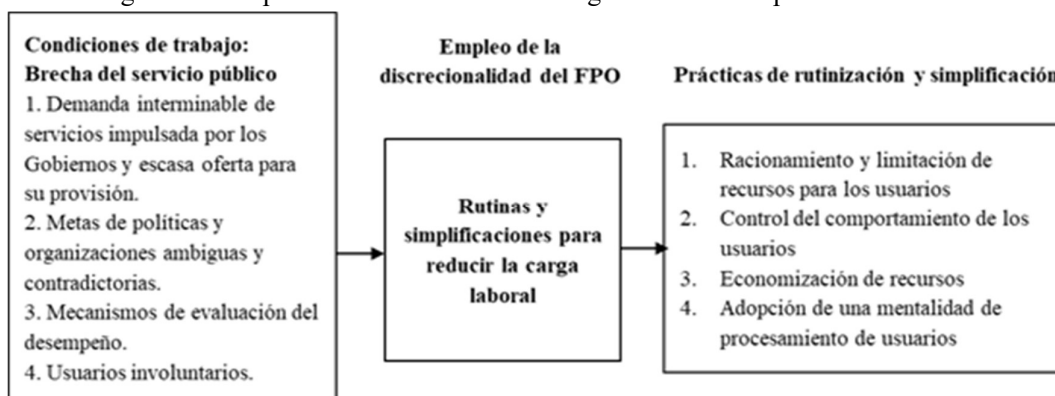 Condiciones de trabajo:
Brecha del servicio público
1. Demanda interminable de
servicios impulsada por los
Gobiernos y escasa oferta para
su provisión.
2. Metas de políticas y
organizaciones ambiguas y
contradictorias.
3. Mecanismos de evaluación del
desempeño.
4. Usuarios involuntarios.
Empleo de la
discrecionalidad del FPO
Rutinas y
simplificaciones para
reducir la carga
laboral
Prácticas de rutinización y simplificación
1. Racionamiento y limitación de
recursos para los usuarios
2. Control del comportamiento de los
usuarios
3. Economización de recursos
4. Adopción de una mentalidad de
procesamiento de usuarios